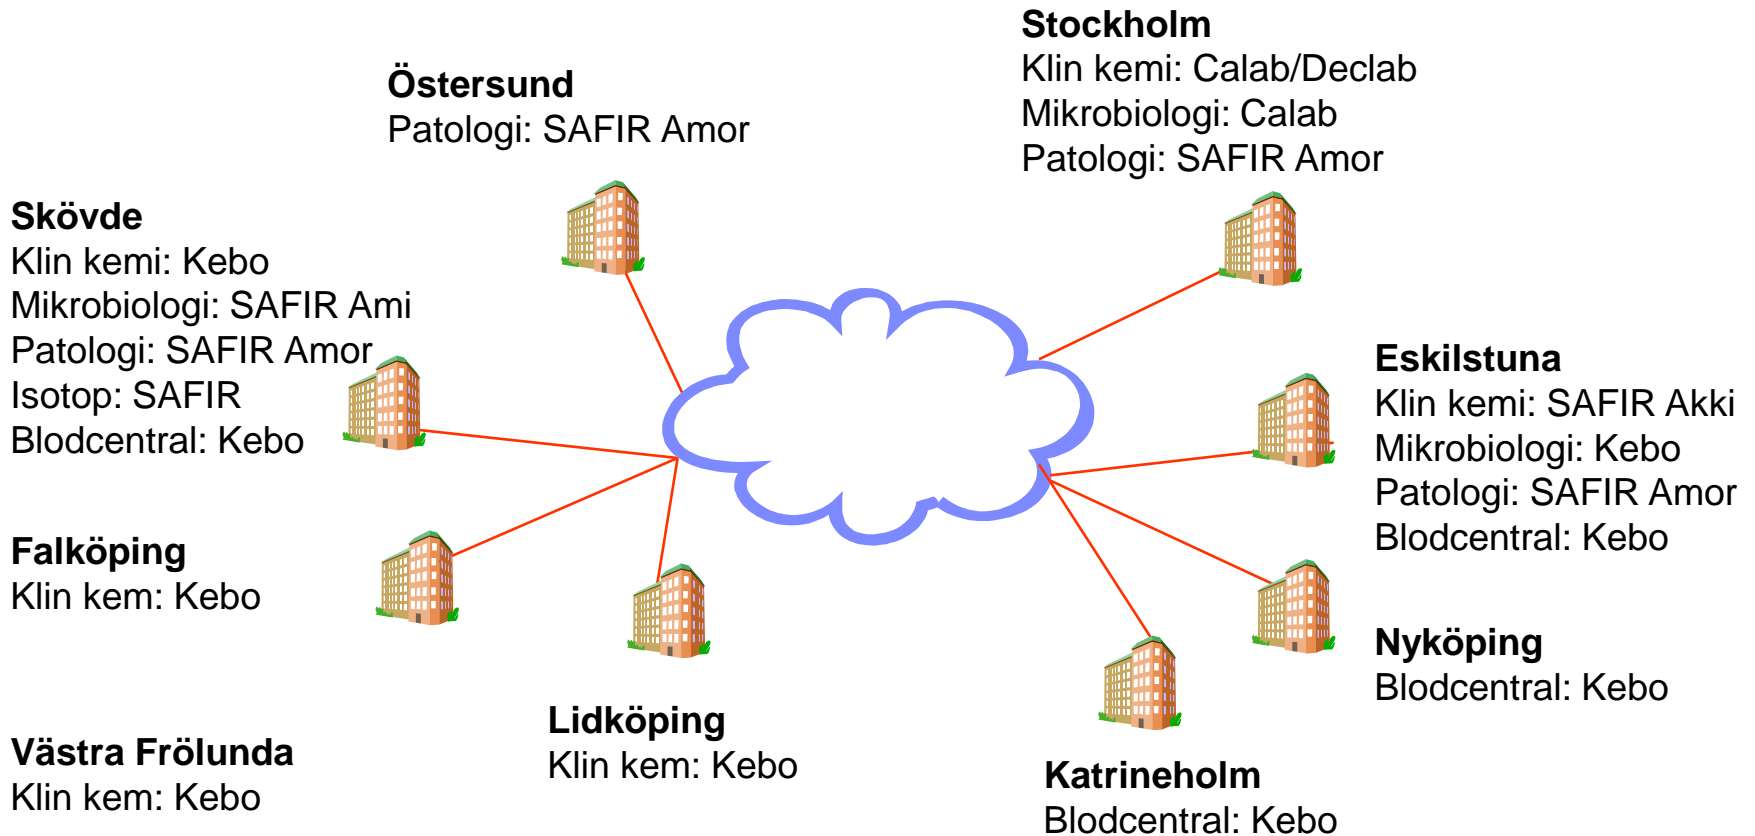 Stockholm
Klin kemi: Calab/Declab
Mikrobiologi: Calab
Patologi: SAFIR Amor
Östersund
Patologi: SAFIR Amor
Skövde
Klin kemi: Kebo
Mikrobiologi: SAFIR Ami
Patologi: SAFIR Amor
Isotop: SAFIR
Blodcentral: Kebo
Eskilstuna
Klin kemi: SAFIR Akki
Mikrobiologi: Kebo
Patologi: SAFIR Amor
Blodcentral: Kebo
Falköping
Klin kem: Kebo
Nyköping
Blodcentral: Kebo
Lidköping
Klin kem: Kebo
Västra Frölunda
Klin kem: Kebo
Katrineholm
Blodcentral: Kebo